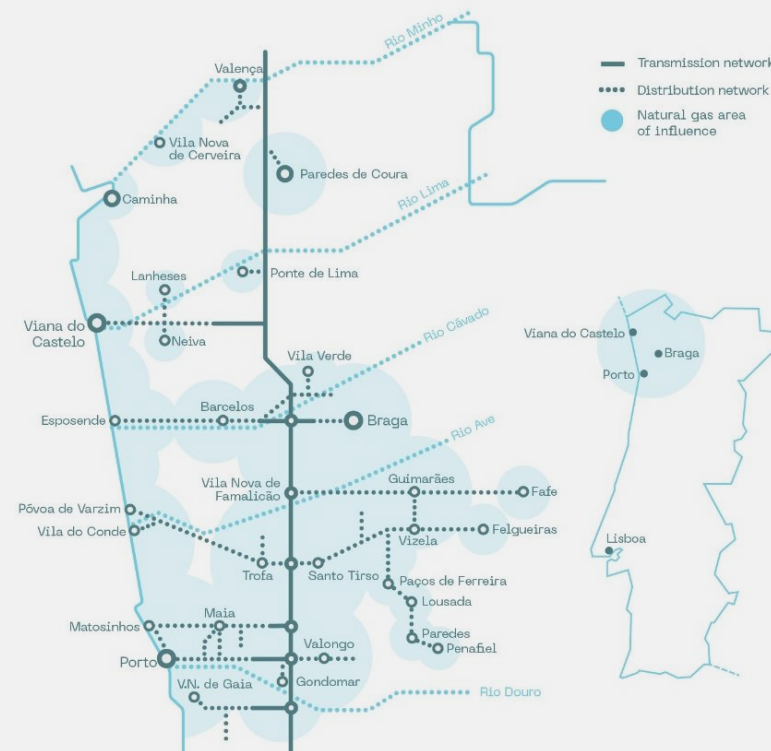 Rio Minho
Transmission network
Valença
Distribution network
Natural gas area
of influence
Vila Nova
de Cerveira
Paredes de Coura
Caminha
Rio Lima
Lanheses
Ponte de Lima
Viana do
Castelo
Neiva
Rio Cávado
Vila Verde
Viana do Castelo
Braga
Porto
Barcelos
Esposende
Braga
Rio Ave
Vila Nova de
Famalicão
Guimarães
Fafe
Póvoa de Varzim
Vila do Conde
Vizela
Felgueiras
Lisboa
Trofa
Santo Tirso
Paços de Ferreira
Lousada
Matosinhos
Maia
Paredes
Penafiel
Valongo
Porto
V.N. de Gaia
Gondomar
Rio Douro